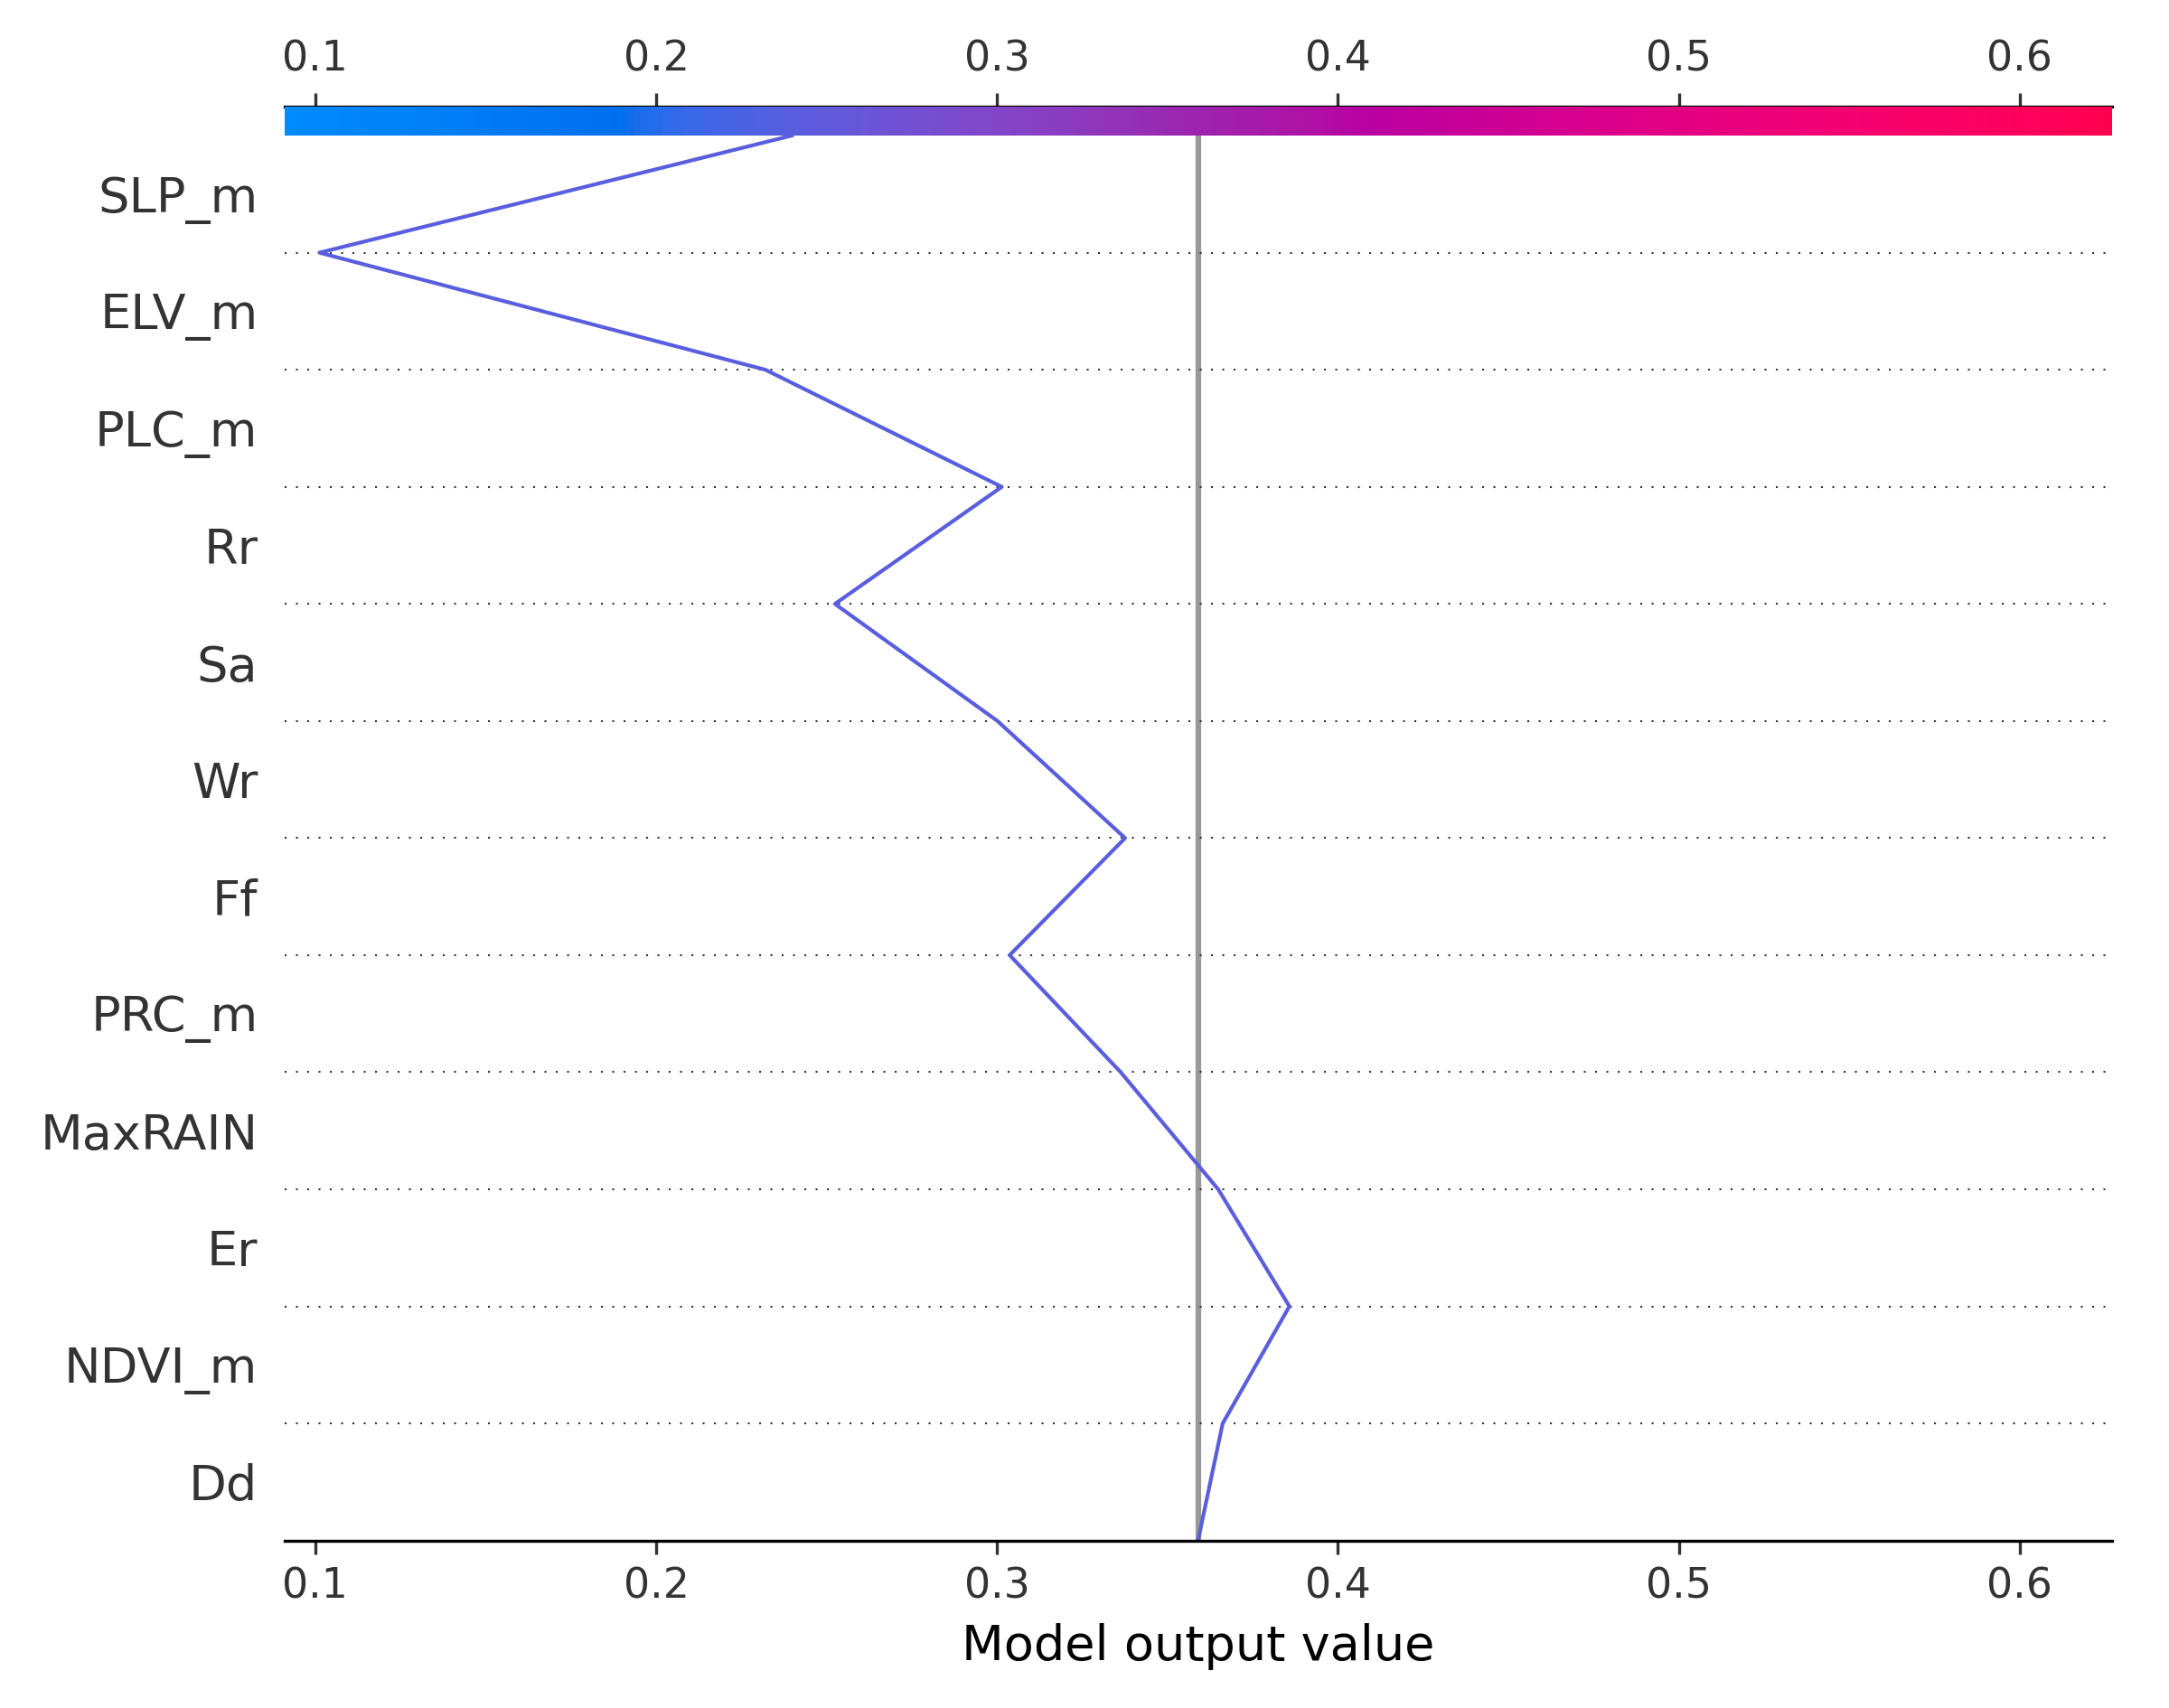 0.1 0.2 0.3 0.4 0.5 0.6
SLP_m
ELV_m
PLC_m
Rr
Sa
Wr
Ff
PRC_m
MaxRAIN
Er
NDVI_m
Dd
0.1 0.2 0.3 0.4 0.5 0.6
Model output value